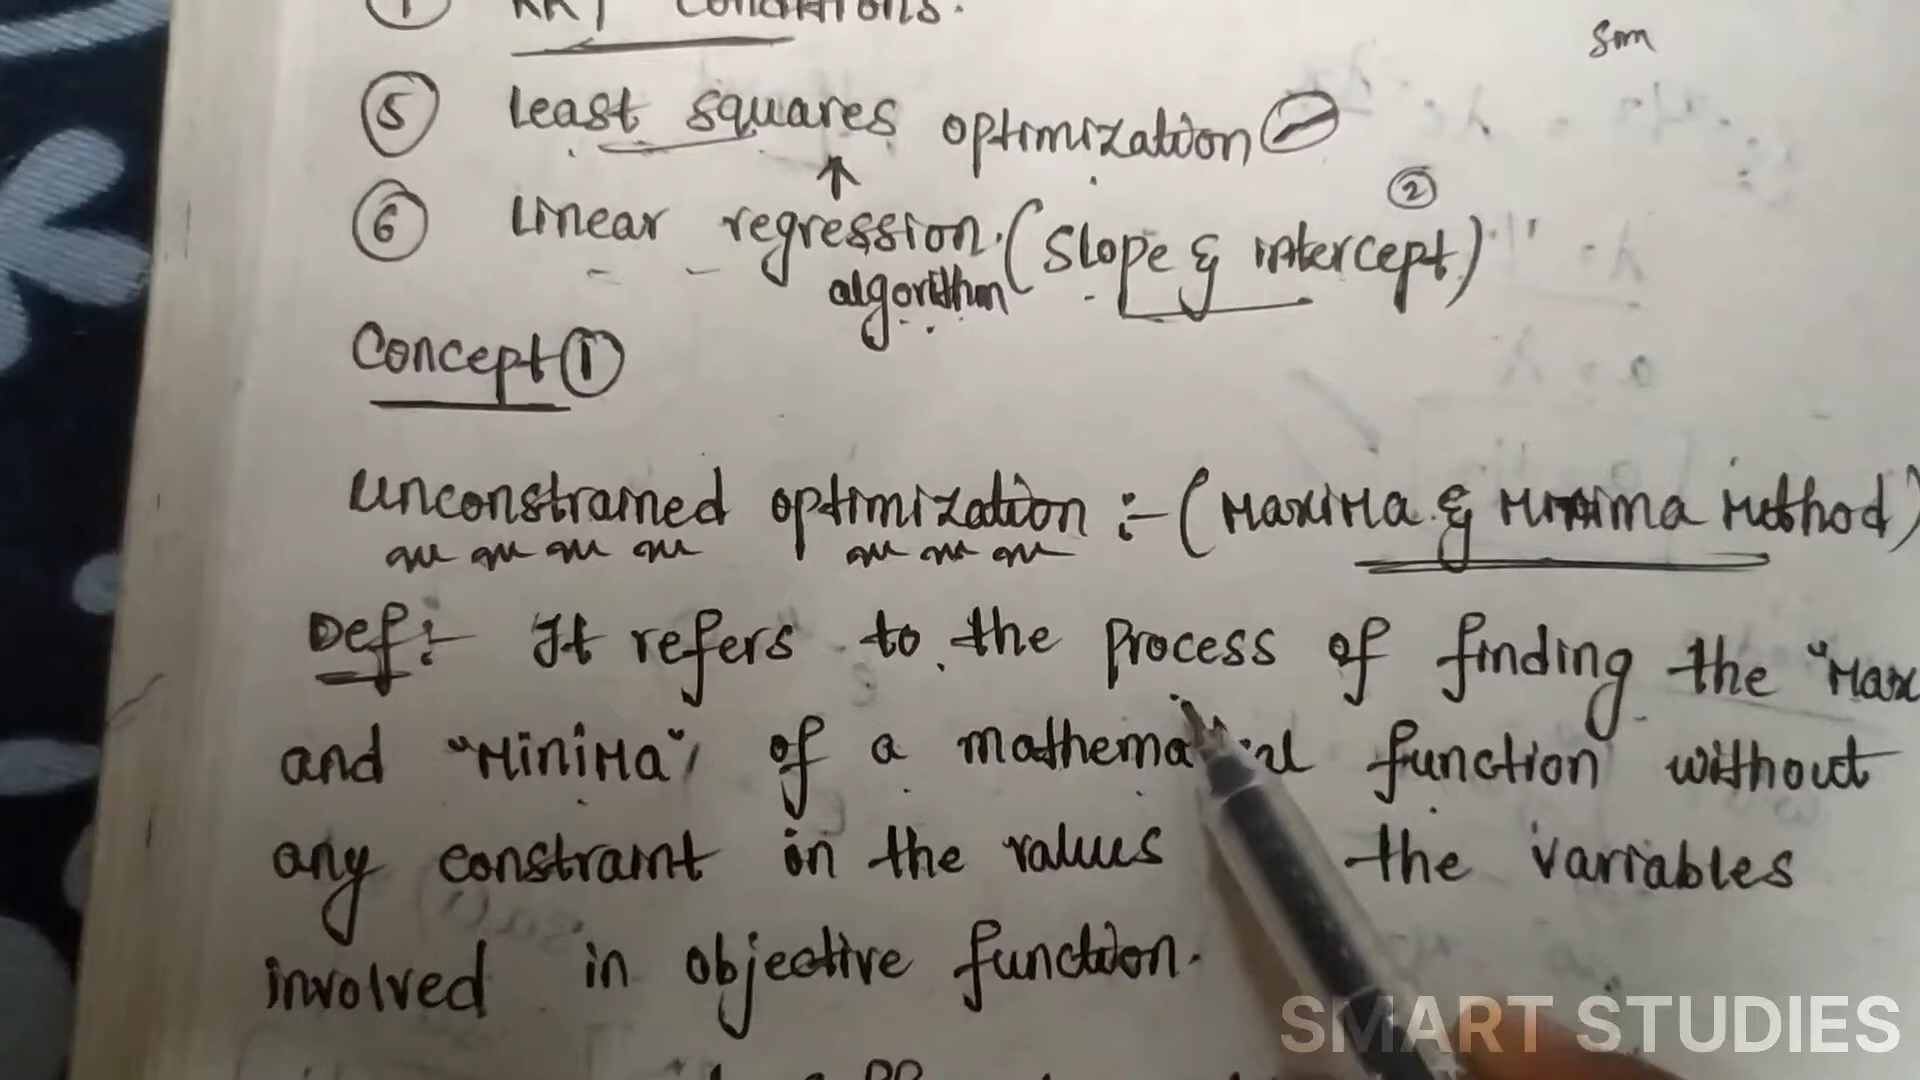 KKT Conditions.
Som
⑤ Least squares optimization
②
⑥ Linear regression. (Slope & intercept)
algorithm
Concept ①
Unconstrained optimization :- (Maxima & Minima Method)
Def:- It refers to the process of finding the "Max
and "Minima", of a mathematical function without
any constraint in the values the variables
involved in objective function.
SMART STUDIES